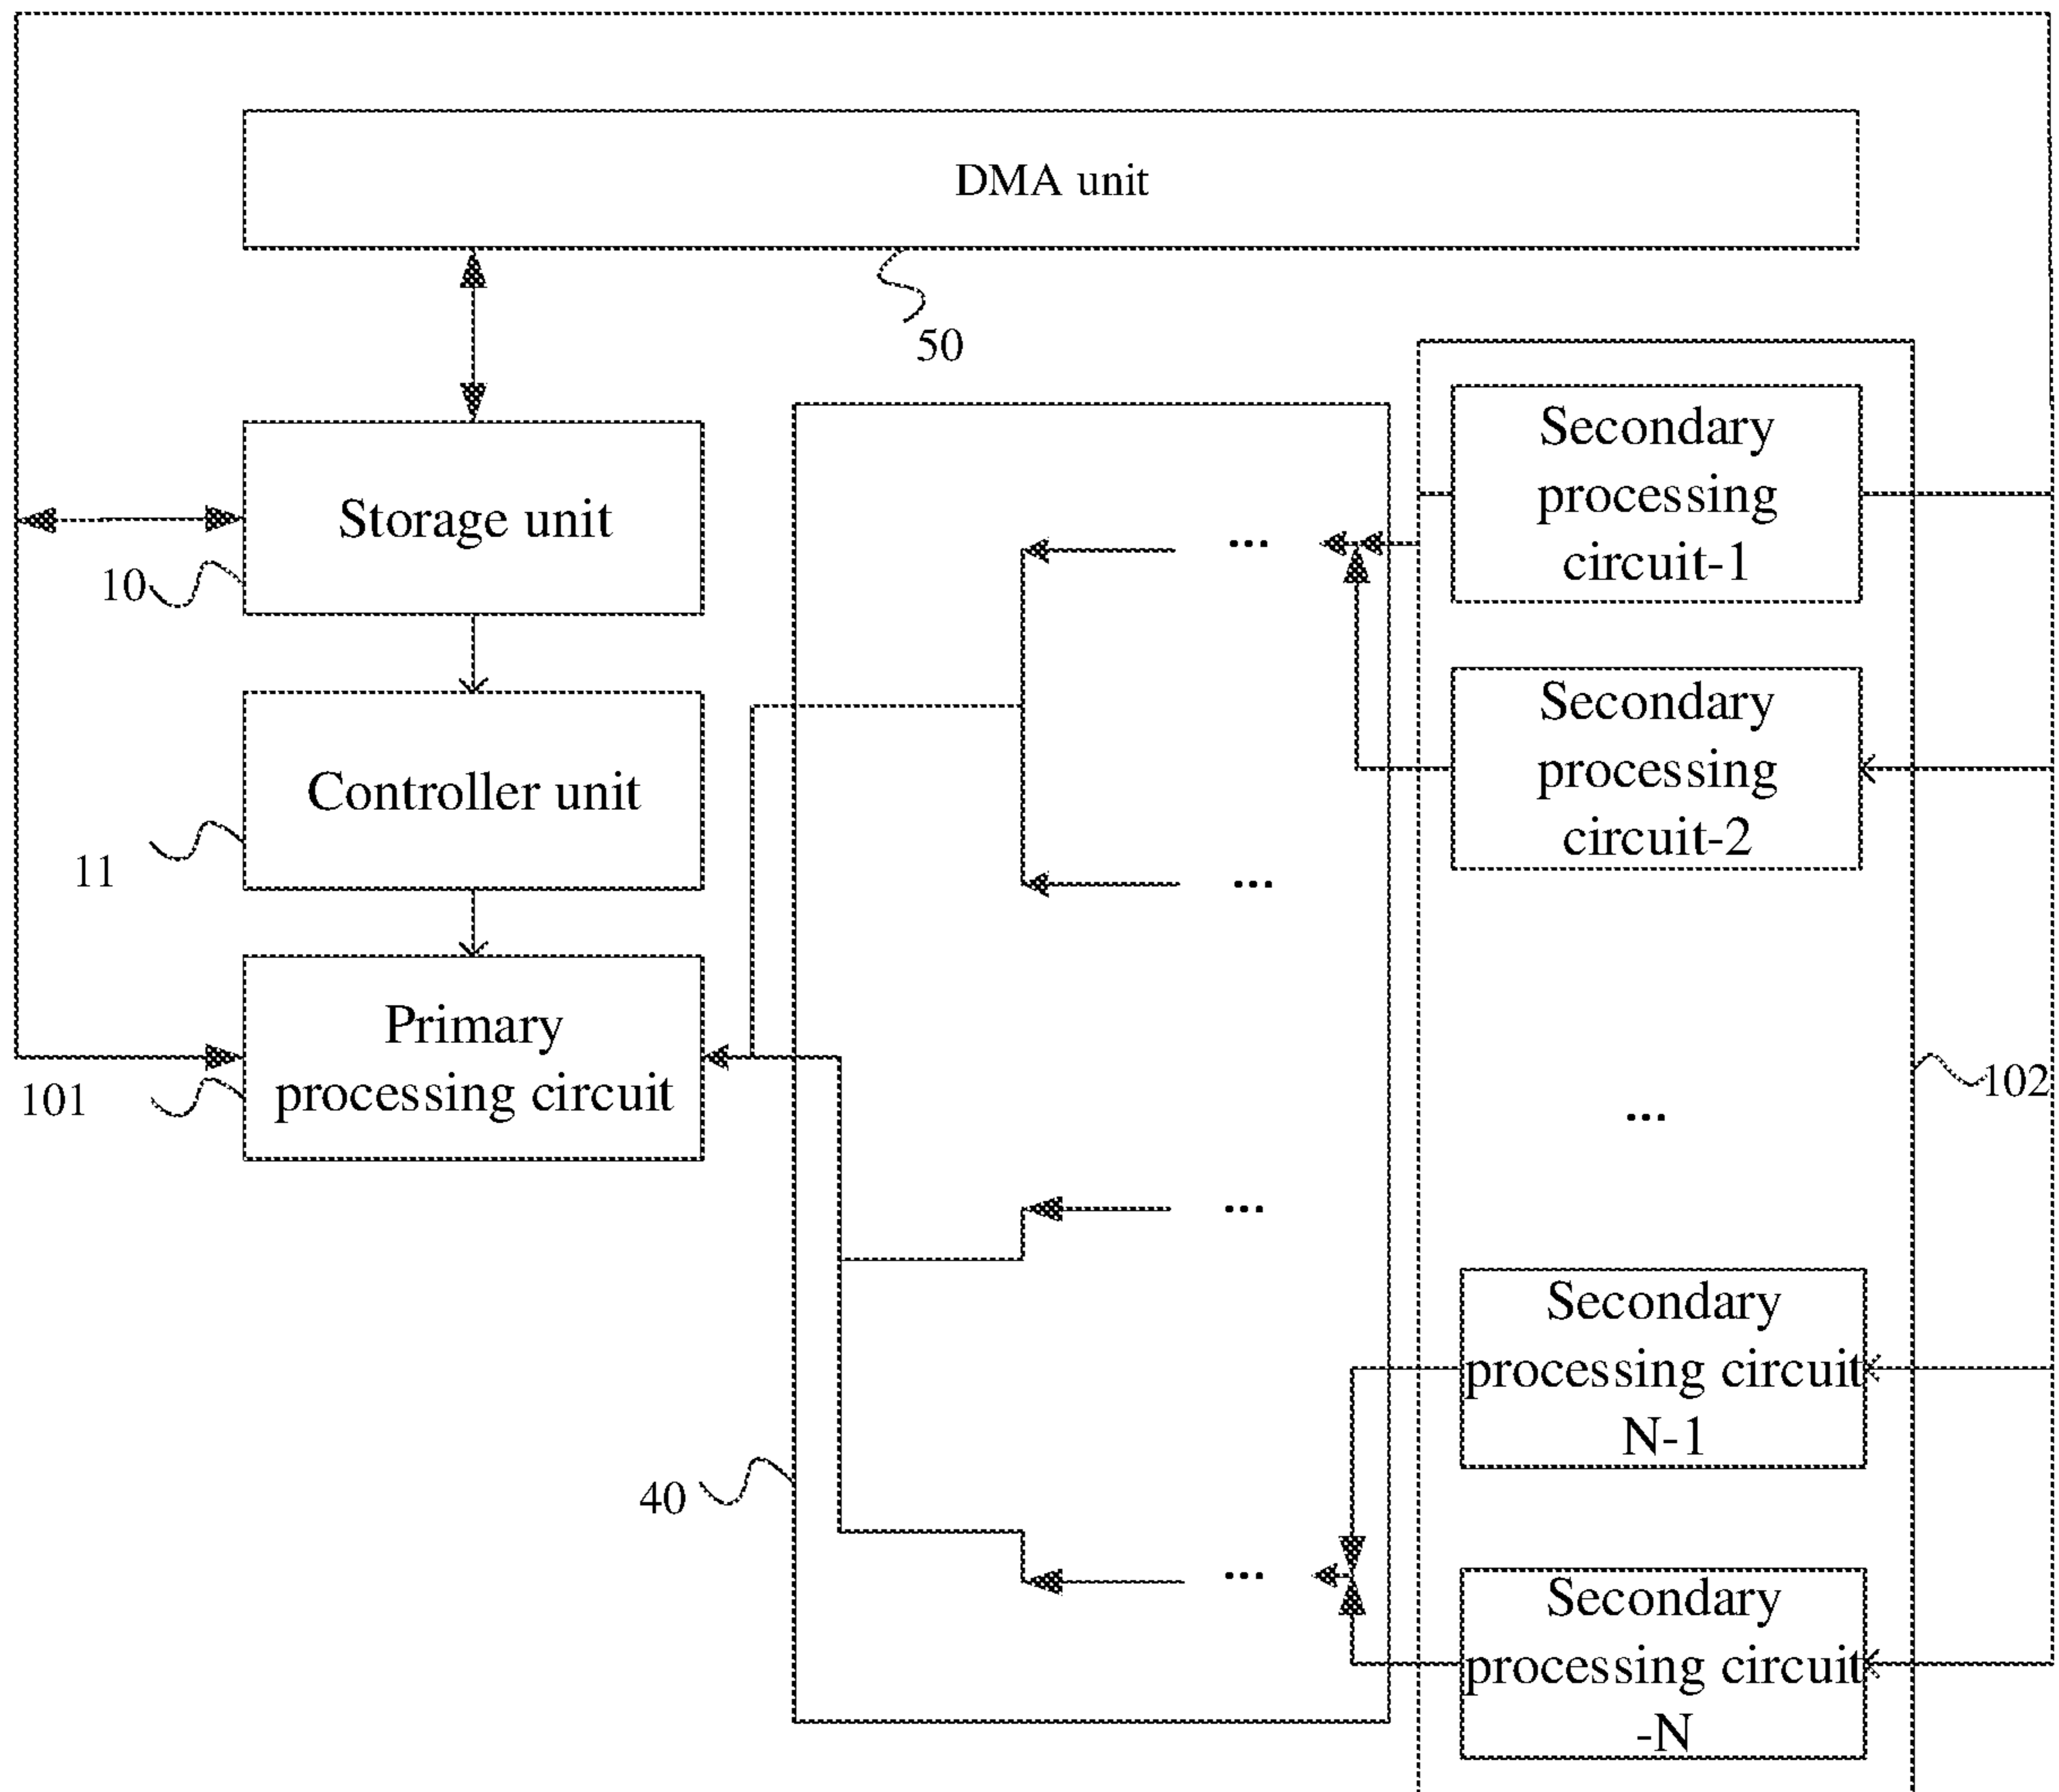 DMA unit
50
Secondary
processing
circuit-1
Storage unit
...
10
Secondary
processing
circuit-2
Controller unit
11
...
Primary
processing circuit
101
102
...
...
Secondary
processing circuit
N-1
40
...
Secondary
processing circuit
-N